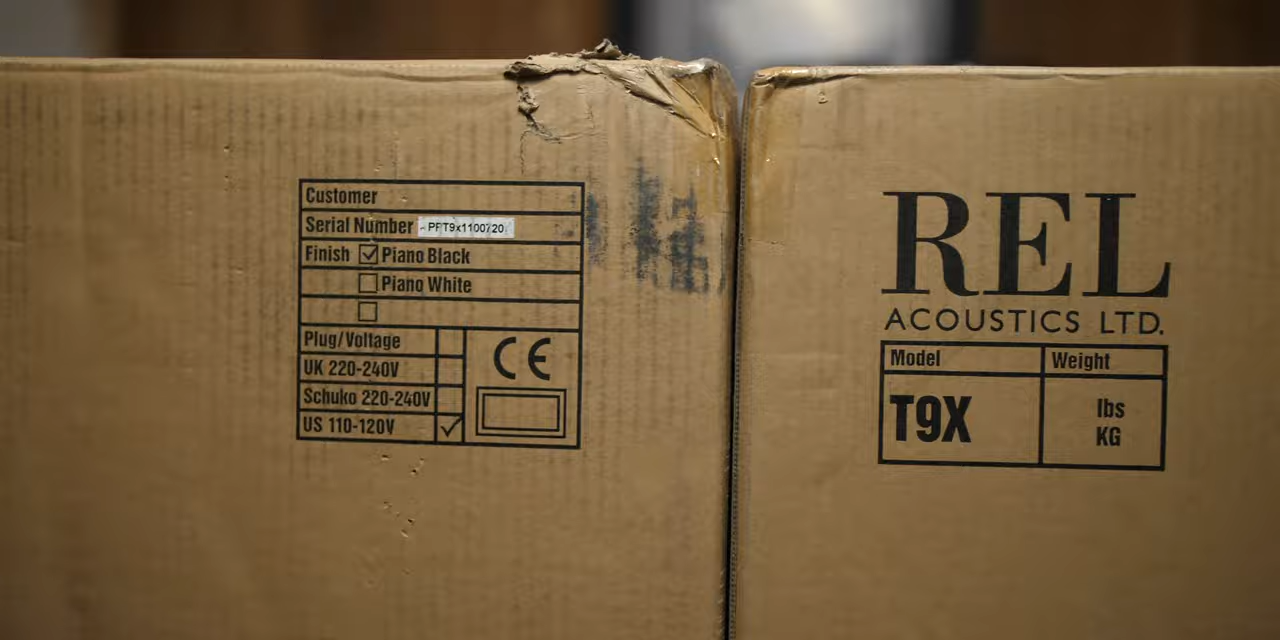 Customer
Serial Number PFT9x1100720
Finish Piano Black
Piano White
Plug/Voltage
UK 220-240V
Schuko 220-240V
US 110-120V
CE
REL
ACOUSTICS LTD.
Model Weight
T9X
lbs
KG